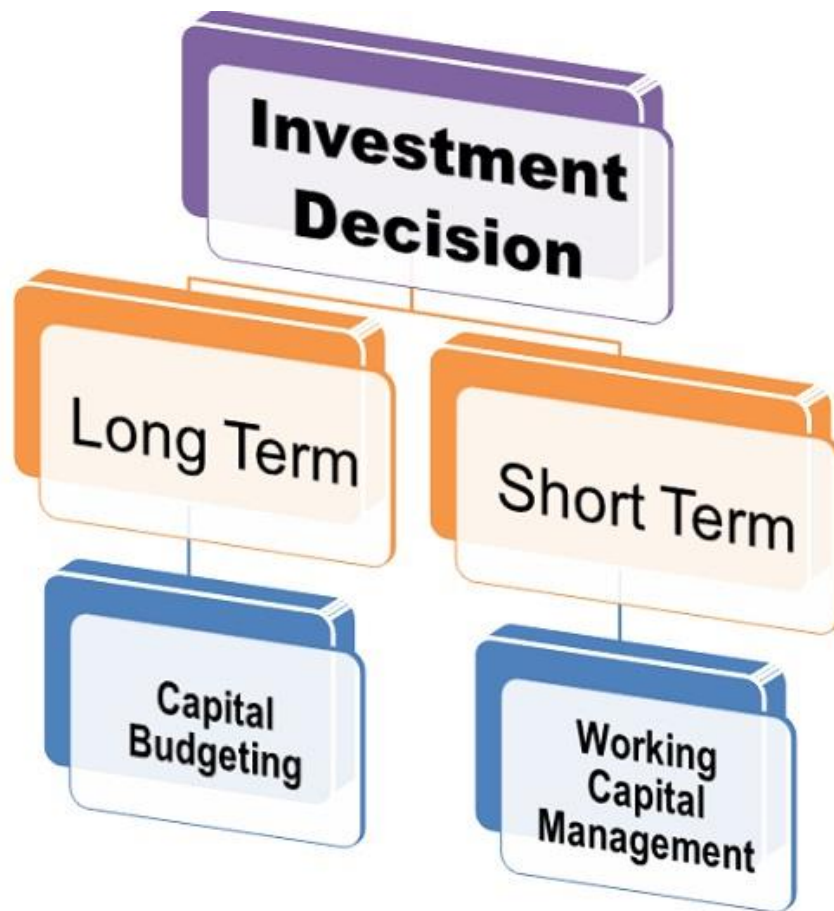 Investment
Decision
Long Term
Short Term
Capital
Budgeting
Working
Capital
Management